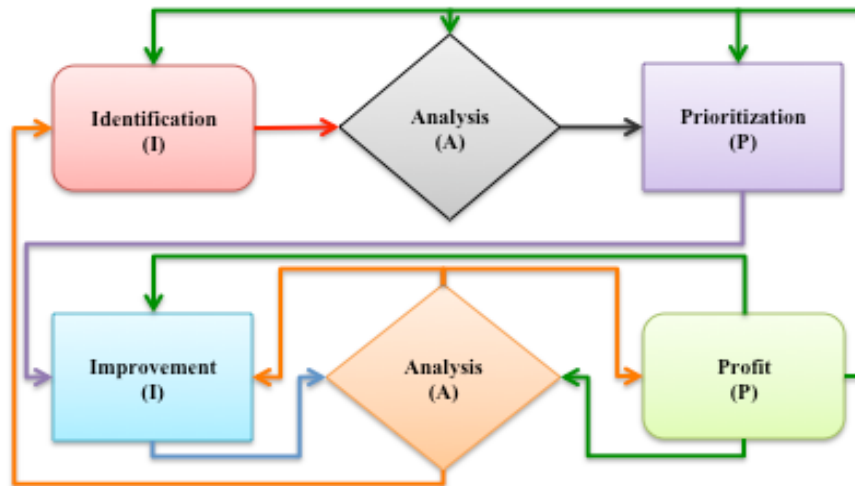 Identification
(I)
Analysis
(A)
Prioritization
(P)
Improvement
(I)
Analysis
(A)
Profit
(P)